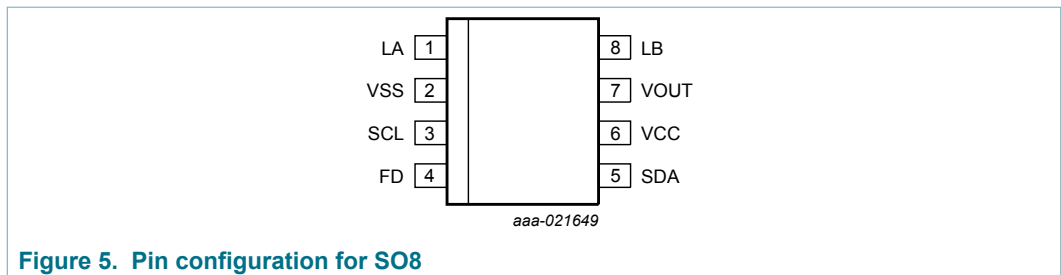 LA 1 8 LB
VSS 2 7 VOUT
SCL 3 6 VCC
FD 4 5 SDA
aaa-021649
Figure 5. Pin configuration for SO8